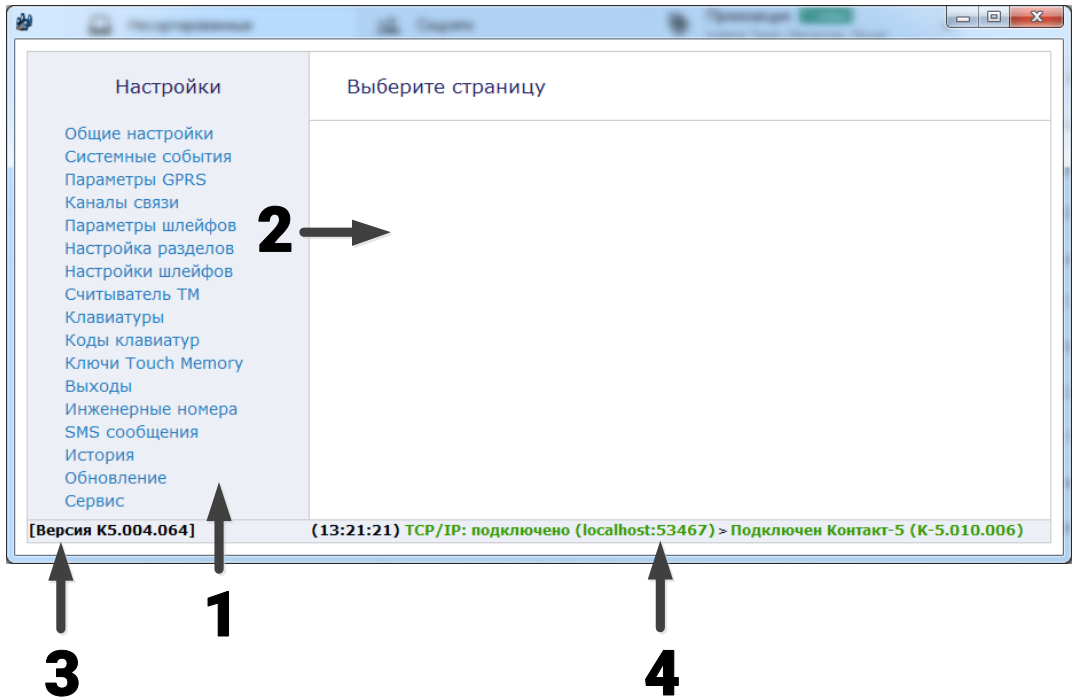 Настройки
Выберите страницу
Общие настройки
Системные события
Параметры GPRS
Каналы связи
Параметры шлейфов
Настройка разделов
Настройки шлейфов
Считыватель ТМ
Клавиатуры
Коды клавиатур
Ключи Touch Memory
Выходы
Инженерные номера
SMS сообщения
История
Обновление
Сервис
2
[Версия K5.004.064]
(13:21:21) TCP/IP: подключено (localhost:53467) > Подключен Контакт-5 (K-5.010.006)
1
3
4